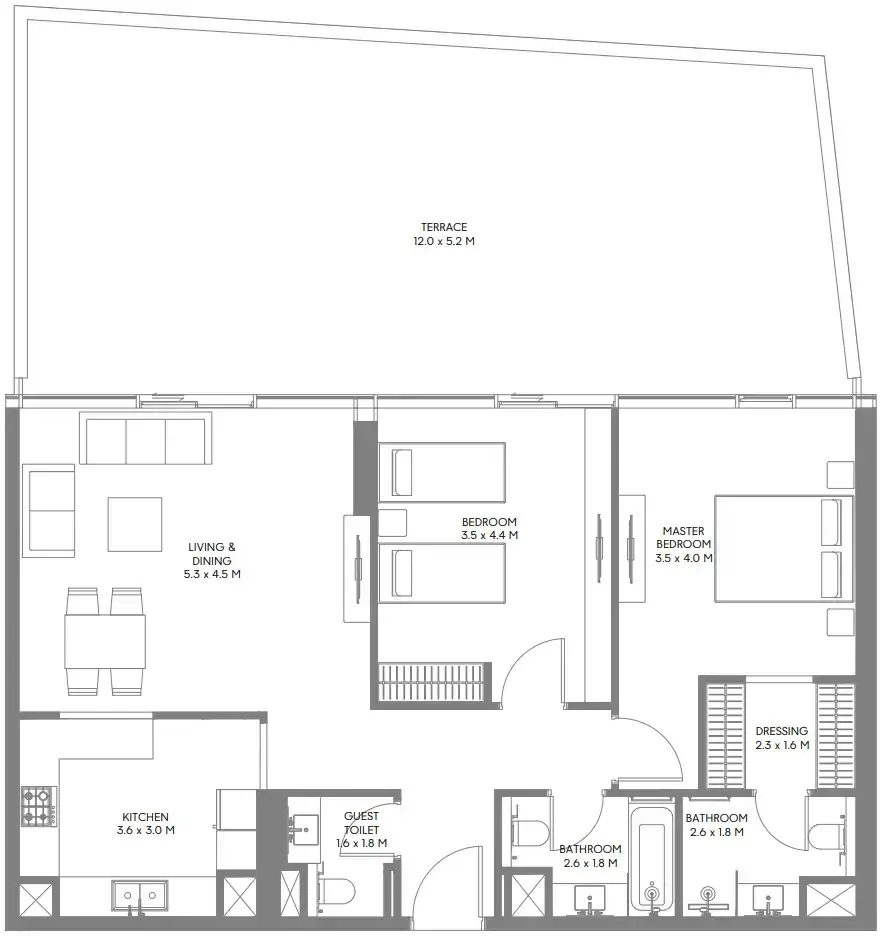 TERRACE
12.0 x 5.2 M
LIVING &
DINING
5.3 x 4.5 M
BEDROOM
3.5 x 4.4 M
MASTER
BEDROOM
3.5 x 4.0 M
DRESSING
2.3 x 1.6 M
KITCHEN
3.6 x 3.0 M
GUEST
TOILET
1.6 x 1.8 M
BATHROOM
2.6 x 1.8 M
BATHROOM
2.6 x 1.8 M